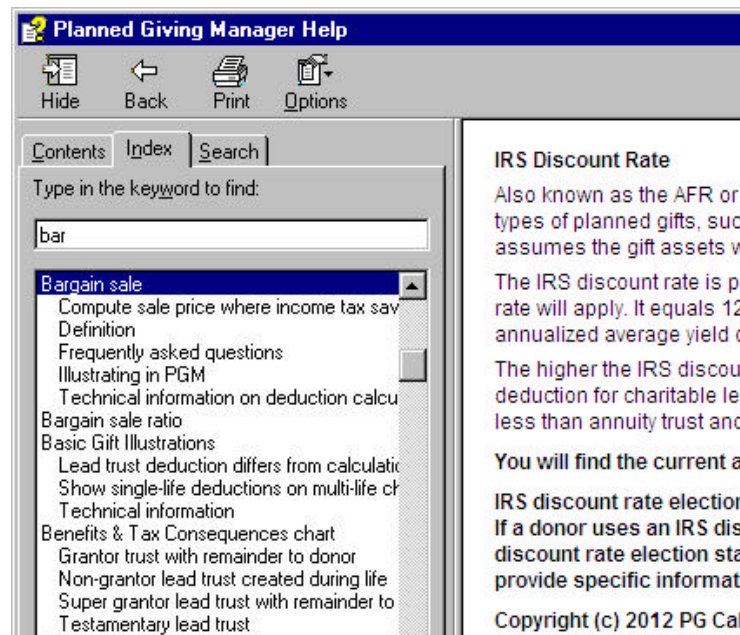 Planned Giving Manager Help
Hide Back Print Options
Contents Index Search
Type in the keyword to find:
bar
Bargain sale
Compute sale price where income tax sav
Definition
Frequently asked questions
Illustrating in PGM
Technical information on deduction calcu
Bargain sale ratio
Basic Gift Illustrations
Lead trust deduction differs from calculatic
Show single-life deductions on multi-life ch
Technical information
Benefits & Tax Consequences chart
Grantor trust with remainder to donor
Non-grantor lead trust created during life
Super grantor lead trust with remainder to
Testamentary lead trust
IRS Discount Rate
Also known as the AFR or
types of planned gifts, suc
assumes the gift assets w
The IRS discount rate is p
rate will apply. It equals 12
annualized average yield o
The higher the IRS discou
deduction for charitable le
less than annuity trust and
You will find the current a
IRS discount rate election
If a donor uses an IRS dis
discount rate election sta
provide specific informat
Copyright (c) 2012 PG Cal